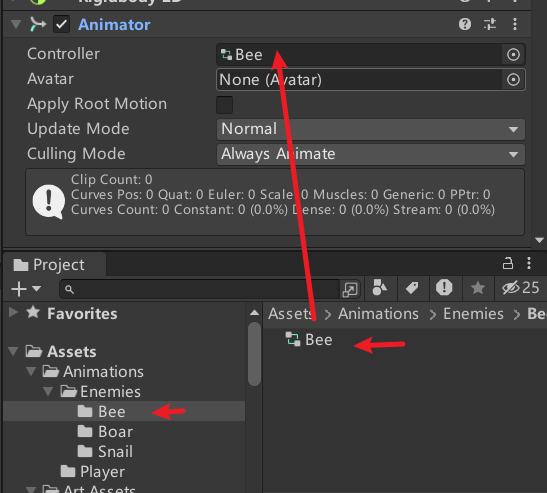 Rigidbody 2D
Animator
Controller Bee
Avatar None (Avatar)
Apply Root Motion
Update Mode Normal
Culling Mode Always Animate
Clip Count: 0
Curves Pos: 0 Quat: 0 Euler: 0 Scale: 0 Muscles: 0 Generic: 0 PPtr: 0
Curves Count: 0 Constant: 0 (0.0%) Dense: 0 (0.0%) Stream: 0 (0.0%)
Project
25
Favorites
Assets > Animations > Enemies > Be
Bee
Assets
Animations
Enemies
Bee
Boar
Snail
Player
Art Assets